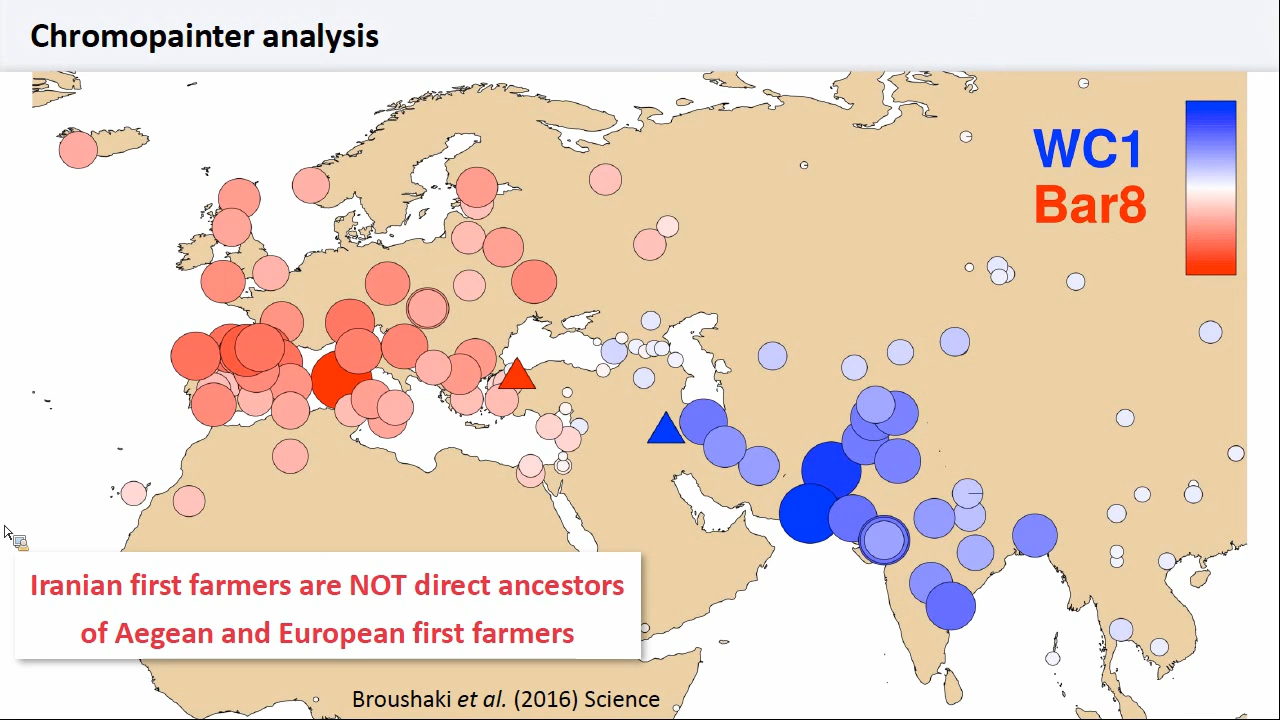 Chromopainter analysis
WC1
Bar8
Iranian first farmers are NOT direct ancestors
of Aegean and European first farmers
Broushaki et al. (2016) Science